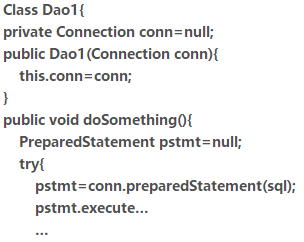 Class Dao1{
private Connection conn=null;
public Dao1(Connection conn){
this.conn=conn;
}
public void doSomething(){
PreparedStatement pstmt=null;
try{
pstmt=conn.preparedStatement(sql);
pstmt.execute...
...